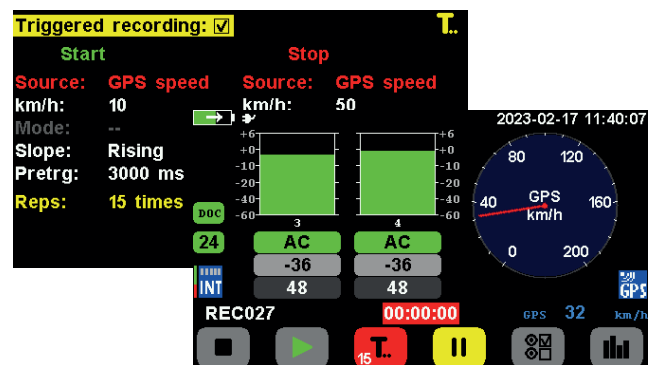 Triggered recording: ☑ T..
Start Stop
Source: GPS speed Source: GPS speed
km/h: 10 km/h: 50
Mode: --
Slope: Rising
Pretrg: 3000 ms
Reps: 15 times
2023-02-17 11:40:07
+6 +6
+0 +0
-10 -10
-20 -20
-40 -40
-60 -60
3 4
DOC
24 AC AC
-36 -36
INT 48 48
80 120
40 GPS 160
km/h
0 200
GPS
REC027 00:00:00 GPS 32 km/h
15 T..